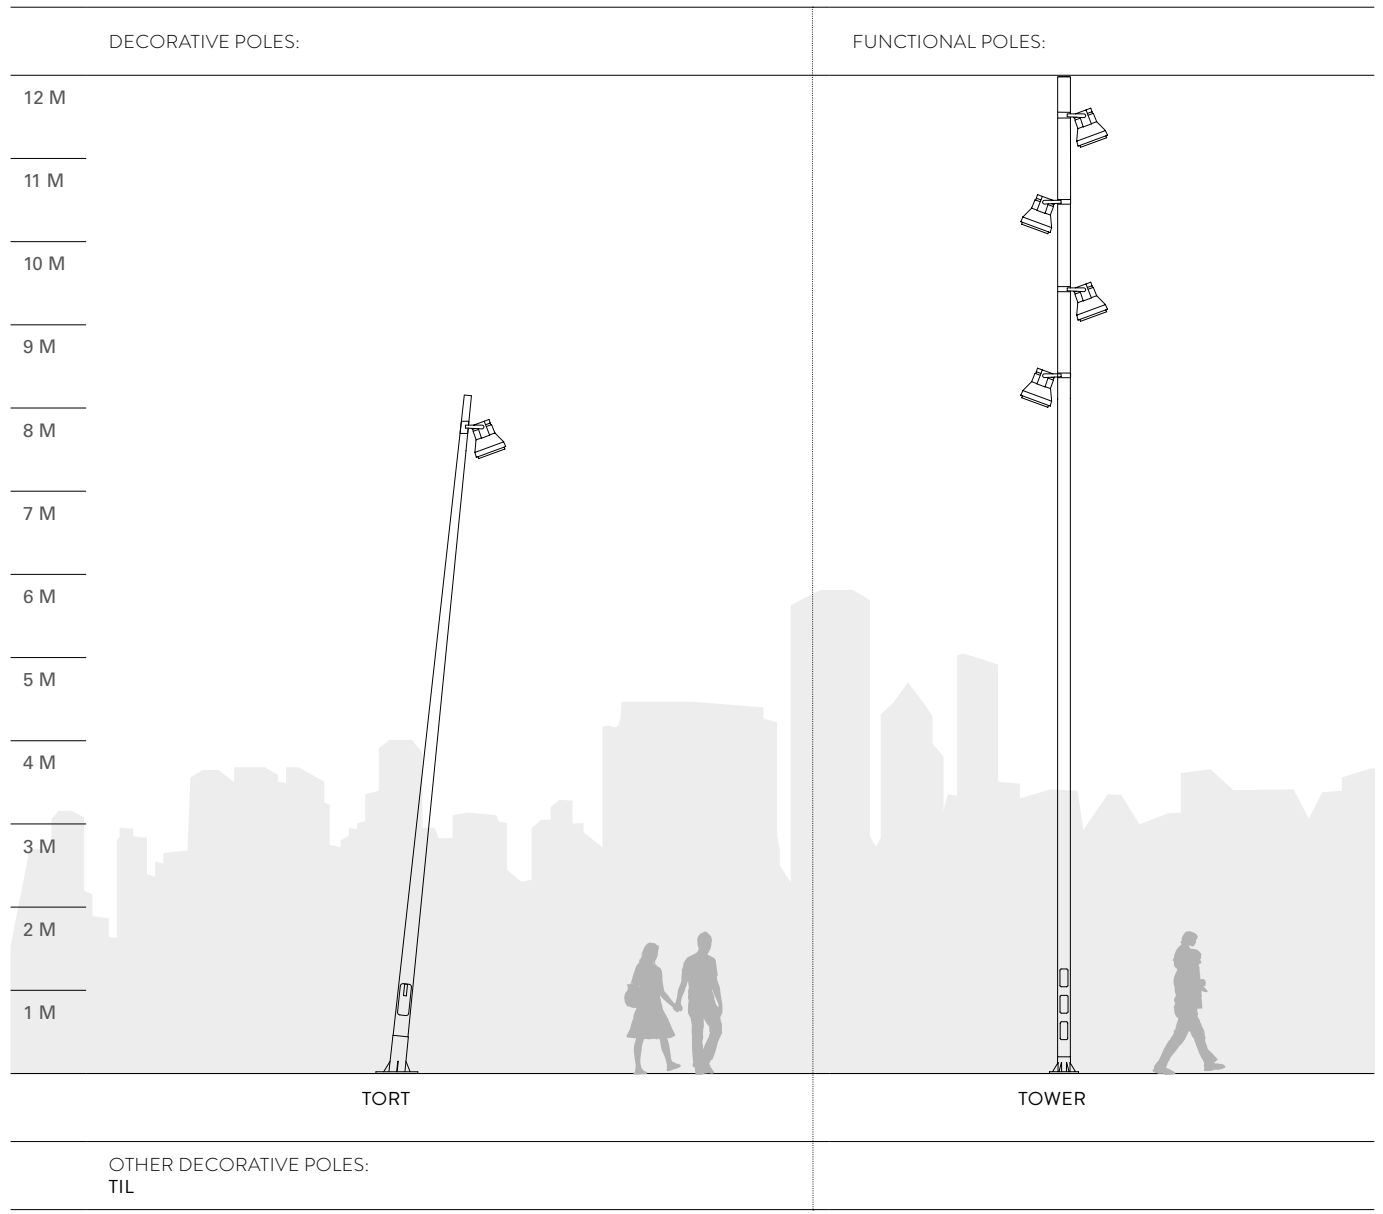 DECORATIVE POLES:
FUNCTIONAL POLES:
12 M
11 M
10 M
9 M
8 M
7 M
6 M
5 M
4 M
3 M
2 M
1 M
TORT
TOWER
OTHER DECORATIVE POLES:
TIL